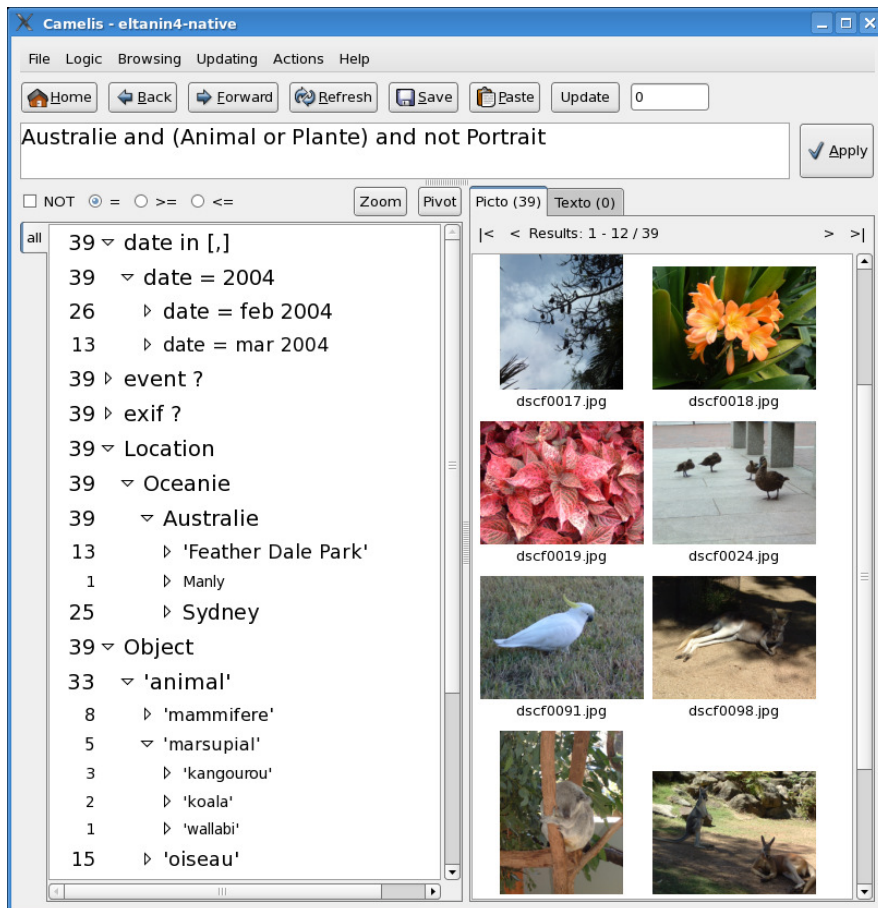 Camelis - eltanin4-native
File Logic Browsing Updating Actions Help
Home Back Forward Refresh Save Paste Update 0
Australie and (Animal or Plante) and not Portrait
Apply
NOT = >= <= Zoom Pivot Picto (39) Texto (0)
all
|< < Results: 1 - 12 / 39 > >|
39 date in [,]
39 date = 2004
26 date = feb 2004
13 date = mar 2004
39 event ?
39 exif ?
39 Location
39 Oceanie
39 Australie
13 'Feather Dale Park'
1 Manly
25 Sydney
39 Object
33 'animal'
8 'mammifere'
5 'marsupial'
3 'kangourou'
2 'koala'
1 'wallabi'
15 'oiseau'
dscf0017.jpg dscf0018.jpg
dscf0019.jpg dscf0024.jpg
dscf0091.jpg dscf0098.jpg